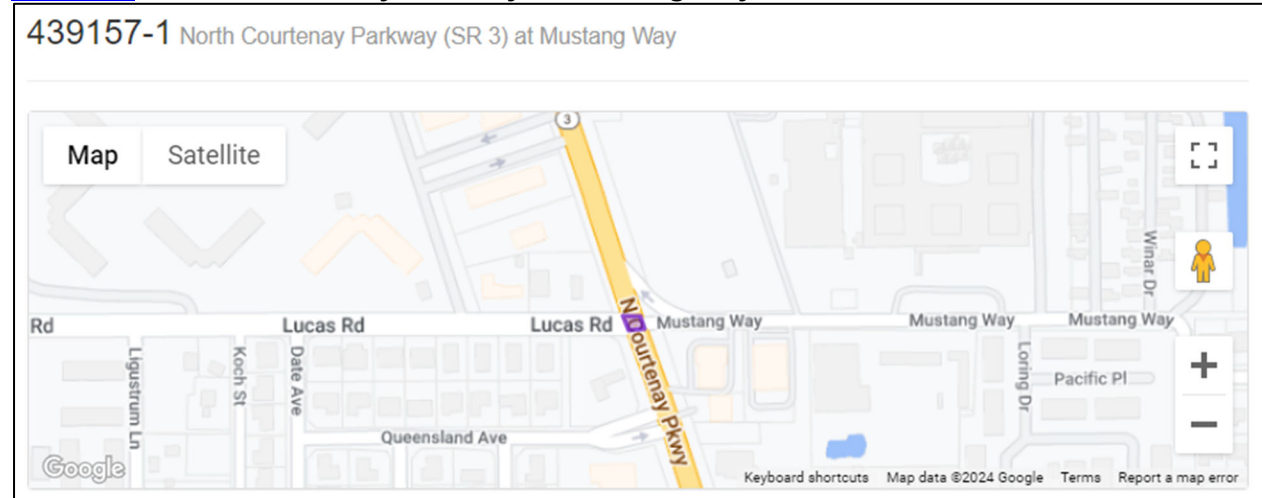 439157-1 North Courtenay Parkway (SR 3) at Mustang Way
Map Satellite
3
Winar Dr
Rd
Lucas Rd
Lucas Rd
N Courtenay Pkwy
Mustang Way
Mustang Way
Mustang Way
Ligustrum Ln
Koch St
Date Ave
Loring Dr
Pacific Pl
Queensland Ave
Google
Keyboard shortcuts Map data ©2024 Google Terms Report a map error